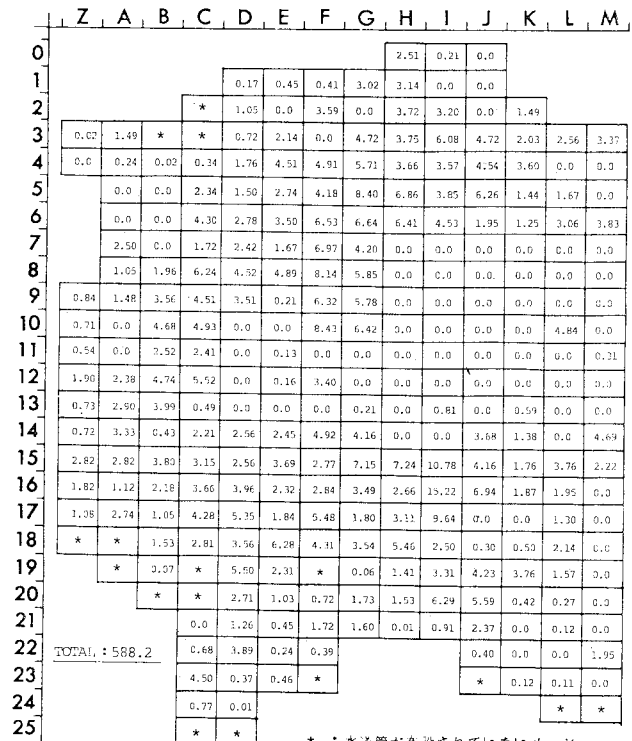 Z A B C D E F G H I J K L M
0 2.51 0.21 0.0
1 0.17 0.45 0.41 3.02 3.14 0.0 0.0
2 * 1.05 0.0 3.59 0.0 3.72 3.20 0.0 1.49
3 0.02 1.49 * * 0.72 2.14 0.0 4.72 3.75 6.08 4.72 2.03 2.56 3.37
4 0.0 0.24 0.02 0.34 1.76 4.51 4.91 5.71 3.66 3.57 4.54 3.60 0.0 0.0
5 0.0 0.0 2.34 1.50 2.74 4.18 8.40 6.86 3.85 6.26 1.44 1.67 0.0
6 0.0 0.0 4.30 2.78 3.50 6.53 6.64 6.41 4.53 1.95 1.25 3.06 3.83
7 2.50 0.0 1.72 2.42 1.67 6.97 4.20 0.0 0.0 0.0 0.0 0.0 0.0
8 1.05 1.96 6.24 4.52 4.89 8.14 5.85 0.0 0.0 0.0 0.0 0.0 0.0
9 0.84 1.48 3.56 4.51 3.51 0.21 6.32 5.78 0.0 0.0 0.0 0.0 0.0 0.0
10 0.71 0.0 4.68 4.93 0.0 0.0 8.43 6.42 0.0 0.0 0.0 0.0 4.84 0.0
11 0.54 0.0 2.52 2.41 0.0 0.13 0.0 0.0 0.0 0.0 0.0 0.0 0.0 0.31
12 1.90 2.38 4.74 5.52 0.0 0.16 3.40 0.0 0.0 0.0 0.0 0.0 0.0 0.0
13 0.73 2.90 3.99 0.49 0.0 0.0 0.0 0.21 0.0 0.81 0.0 0.59 0.0 0.0
14 0.72 3.33 0.43 2.21 2.56 2.45 4.92 4.16 0.0 0.0 3.68 1.38 0.0 4.69
15 2.82 2.82 3.80 3.15 2.56 3.69 2.77 7.15 7.24 10.78 4.16 1.76 3.76 2.22
16 1.82 1.12 2.18 3.66 3.96 2.32 2.84 3.49 2.66 15.22 6.94 1.87 1.95 0.0
17 1.08 2.74 1.05 4.28 5.35 1.84 5.48 1.80 3.11 9.64 0.0 0.0 1.30 0.0
18 * * 1.53 2.81 3.56 6.28 4.31 3.54 5.46 2.50 0.30 0.50 2.14 0.0
19 * 0.07 * 5.50 2.31 * 0.06 1.41 3.31 4.23 3.76 1.57 0.0
20 * * 2.71 1.03 0.72 1.73 1.53 6.29 5.59 0.42 0.27 0.0
21 0.0 1.26 0.45 1.72 1.60 0.01 0.91 2.37 0.0 0.12 0.0
22 TOTAL : 588.2 0.68 3.89 0.24 0.39 0.40 0.0 0.0 1.95
23 4.50 0.37 0.46 * * 0.12 0.11 0.0
24 0.77 0.01 * *
25 * *